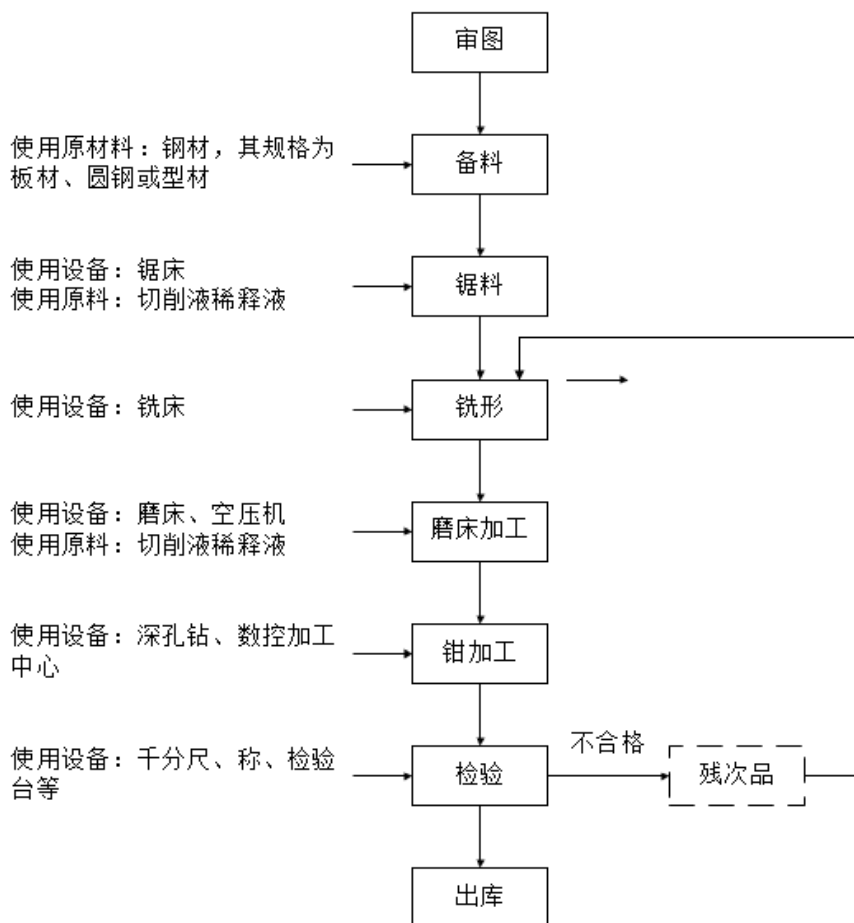 审图
使用原材料：钢材，其规格为
板材、圆钢或型材
备料
使用设备：锯床
使用原料：切削液稀释液
锯料
使用设备：铣床
铣形
使用设备：磨床、空压机
使用原料：切削液稀释液
磨床加工
使用设备：深孔钻、数控加工
中心
钳加工
使用设备：千分尺、称、检验
台等
检验
不合格
残次品
出库